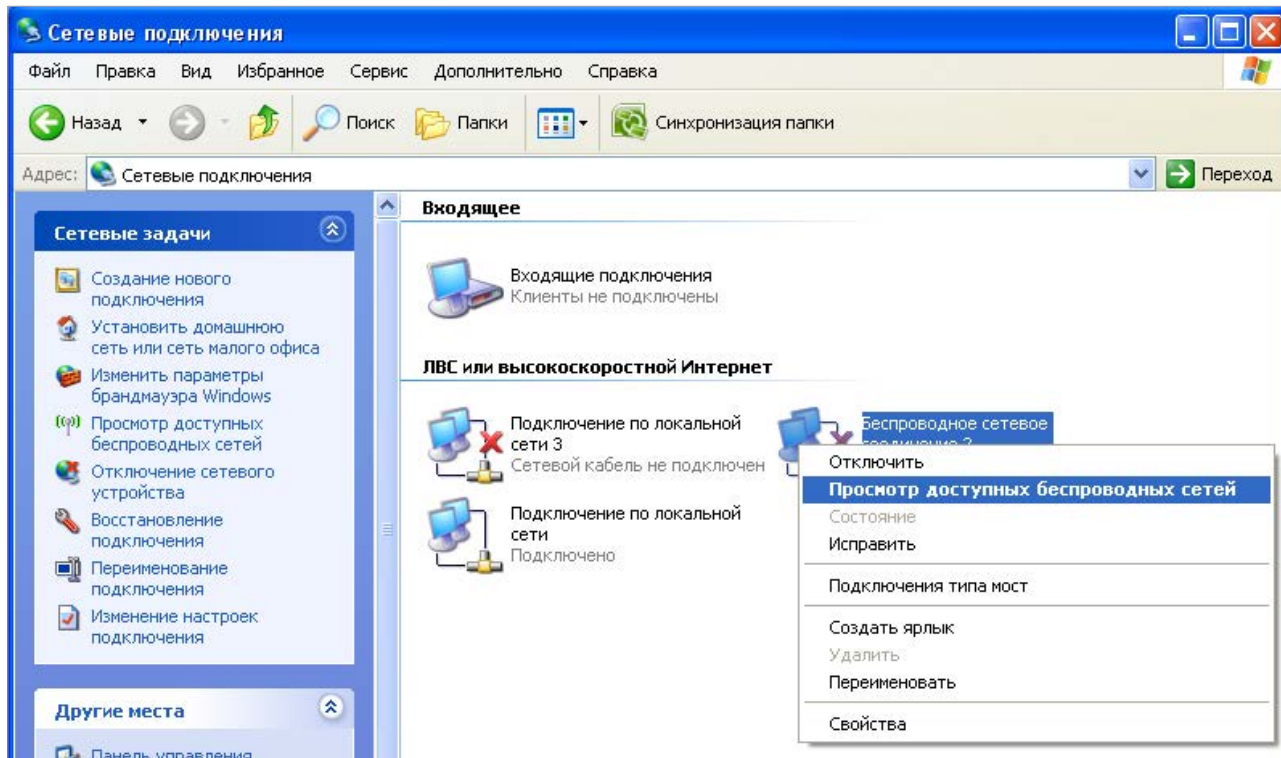 Сетевые подключения
Файл Правка Вид Избранное Сервис Дополнительно Справка
Назад Поиск Папки Синхронизация папки
Адрес: Сетевые подключения Переход
Сетевые задачи
Создание нового
подключения
Установить домашнюю
сеть или сеть малого офиса
Изменить параметры
брандмауэра Windows
Просмотр доступных
беспроводных сетей
Отключение сетевого
устройства
Восстановление
подключения
Переименование
подключения
Изменение настроек
подключения
Другие места
Панель управления
Входящее
Входящие подключения
Клиенты не подключены
ЛВС или высокоскоростной Интернет
Подключение по локальной
сети 3
Сетевой кабель не подключен
Беспроводное сетевое
соединение 2
Подключение по локальной
сети
Подключено
Отключить
Просмотр доступных беспроводных сетей
Состояние
Исправить
Подключения типа мост
Создать ярлык
Удалить
Переименовать
Свойства